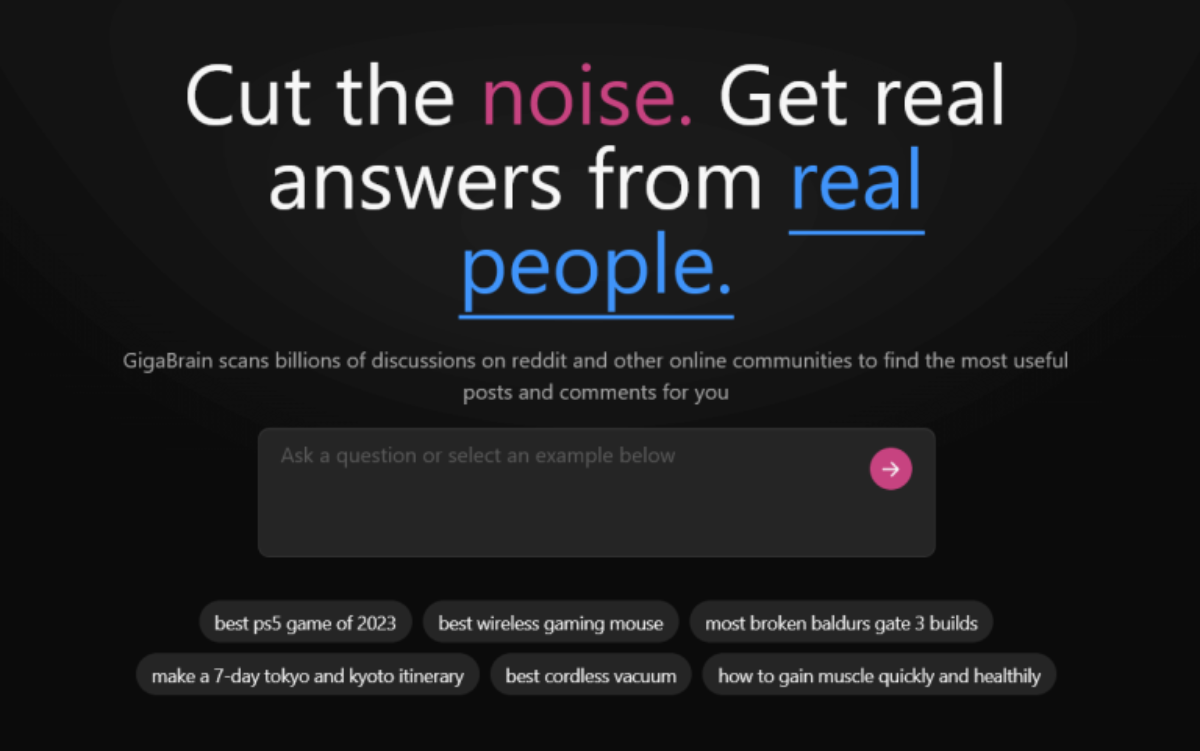 Cut the noise. Get real
answers from real
people.
GigaBrain scans billions of discussions on reddit and other online communities to find the most useful
posts and comments for you
Ask a question or select an example below
best ps5 game of 2023
best wireless gaming mouse
most broken baldurs gate 3 builds
make a 7-day tokyo and kyoto itinerary
best cordless vacuum
how to gain muscle quickly and healthily